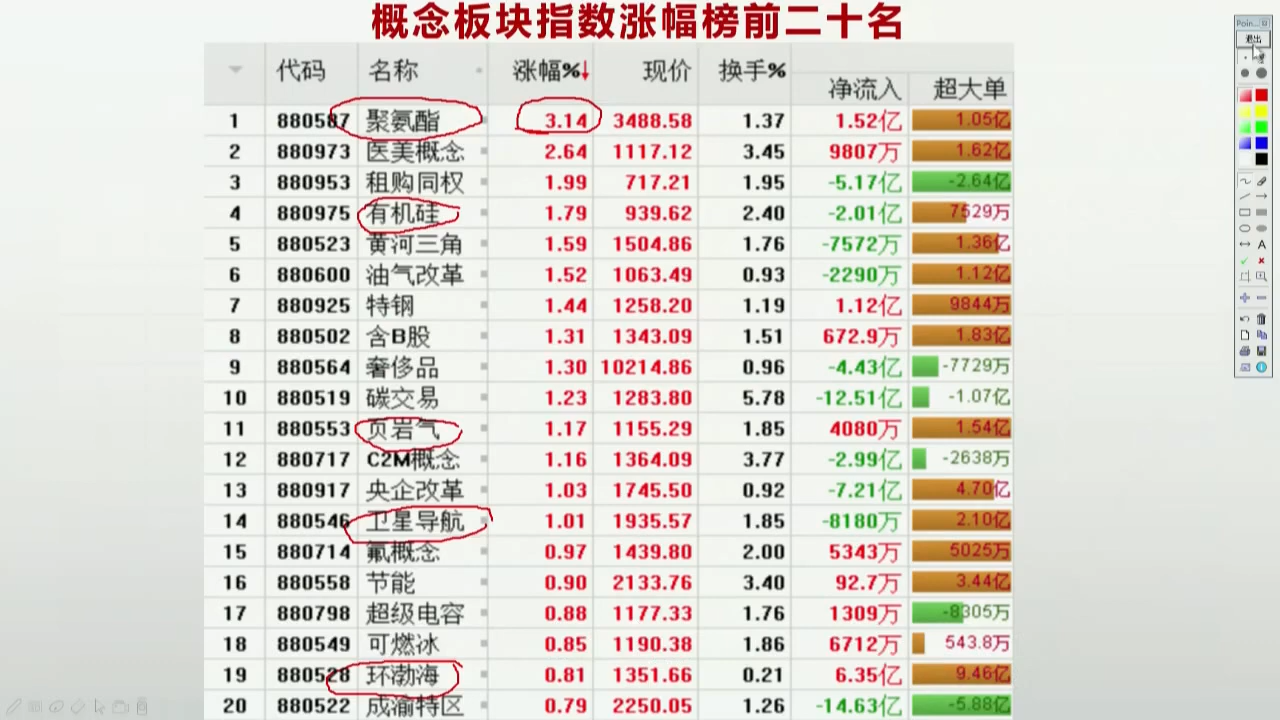 概念板块指数涨幅榜前二十名
代码 名称 涨幅%↓ 现价 换手% 净流入 超大单
1 880587 聚氨酯 3.14 3488.58 1.37 1.52亿 1.05亿
2 880973 医美概念 2.64 1117.12 3.45 9807万 1.62亿
3 880953 租购同权 1.99 717.21 1.95 -5.17亿 -2.64亿
4 880975 有机硅 1.79 939.62 2.40 -2.01亿 7529万
5 880523 黄河三角 1.59 1504.86 1.76 -7572万 1.36亿
6 880600 油气改革 1.52 1063.49 0.93 -2290万 1.12亿
7 880925 特钢 1.44 1258.20 1.19 1.12亿 9844万
8 880502 含B股 1.31 1343.09 1.51 672.9万 1.83亿
9 880564 奢侈品 1.30 10214.86 0.96 -4.43亿 -7729万
10 880519 碳交易 1.23 1283.80 5.78 -12.51亿 -1.07亿
11 880553 页岩气 1.17 1155.29 1.85 4080万 1.54亿
12 880717 C2M概念 1.16 1364.09 3.77 -2.99亿 -2638万
13 880917 央企改革 1.03 1745.50 0.92 -7.21亿 4.70亿
14 880546 卫星导航 1.01 1935.57 1.85 -8180万 2.10亿
15 880714 氟概念 0.97 1439.80 2.00 5343万 5025万
16 880558 节能 0.90 2133.76 3.40 92.7万 3.44亿
17 880798 超级电容 0.88 1177.33 1.76 1309万 -8305万
18 880549 可燃冰 0.85 1190.38 1.86 6712万 543.8万
19 880528 环渤海 0.81 1351.66 0.21 6.35亿 9.46亿
20 880522 成渝特区 0.79 2250.05 1.26 -14.63亿 -5.88亿
Poin...
退出
A